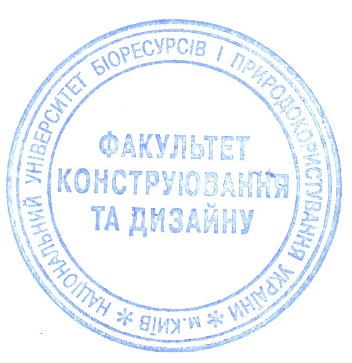 НАЦІОНАЛЬНИЙ УНІВЕРСИТЕТ БІОРЕСУРСІВ І ПРИРОДОКОРИСТУВАННЯ УКРАЇНИ
* м.КИЇВ *
ФАКУЛЬТЕТ
КОНСТРУЮВАННЯ
ТА ДИЗАЙНУ